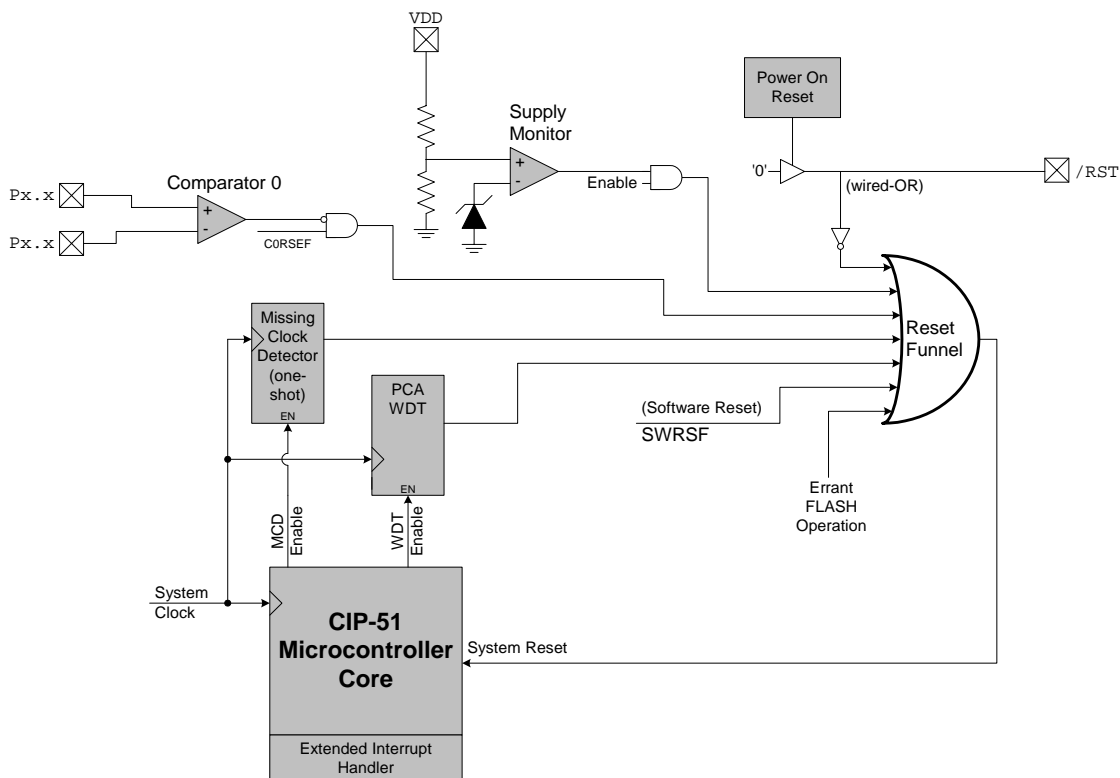 VDD
Power On
Reset
Supply
Monitor
+
-
'0'
/RST
(wired-OR)
Enable
Px.x
Px.x
Comparator 0
+
-
C0RSEF
Missing
Clock
Detector
(one-
shot)
EN
PCA
WDT
EN
Reset
Funnel
(Software Reset)
SWRSF
Errant
FLASH
Operation
MCD
Enable
WDT
Enable
System
Clock
CIP-51
Microcontroller
Core
System Reset
Extended Interrupt
Handler